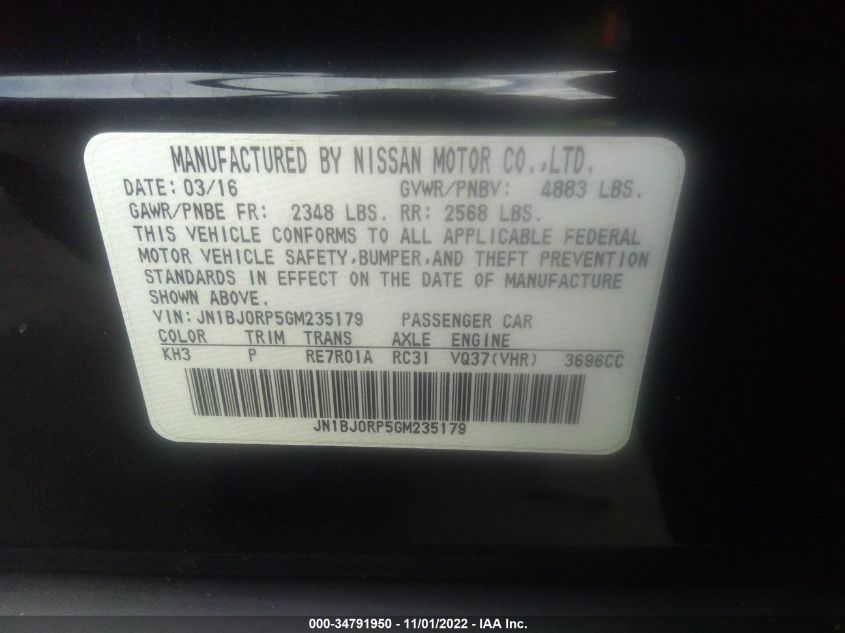 MANUFACTURED BY NISSAN MOTOR CO.,LTD.
DATE: 03/16 GVWR/PNBV: 4883 LBS.
GAWR/PNBE FR: 2348 LBS. RR: 2568 LBS.
THIS VEHICLE CONFORMS TO ALL APPLICABLE FEDERAL
MOTOR VEHICLE SAFETY,BUMPER,AND THEFT PREVENTION
STANDARDS IN EFFECT ON THE DATE OF MANUFACTURE
SHOWN ABOVE.
VIN: JN1BJ0RP5GM235179 PASSENGER CAR
COLOR TRIM TRANS AXLE ENGINE
KH3 P RE7R01A RC31 VQ37(VHR) 3696CC
JN1BJ0RP5GM235179
000-34791950 - 11/01/2022 - IAA Inc.